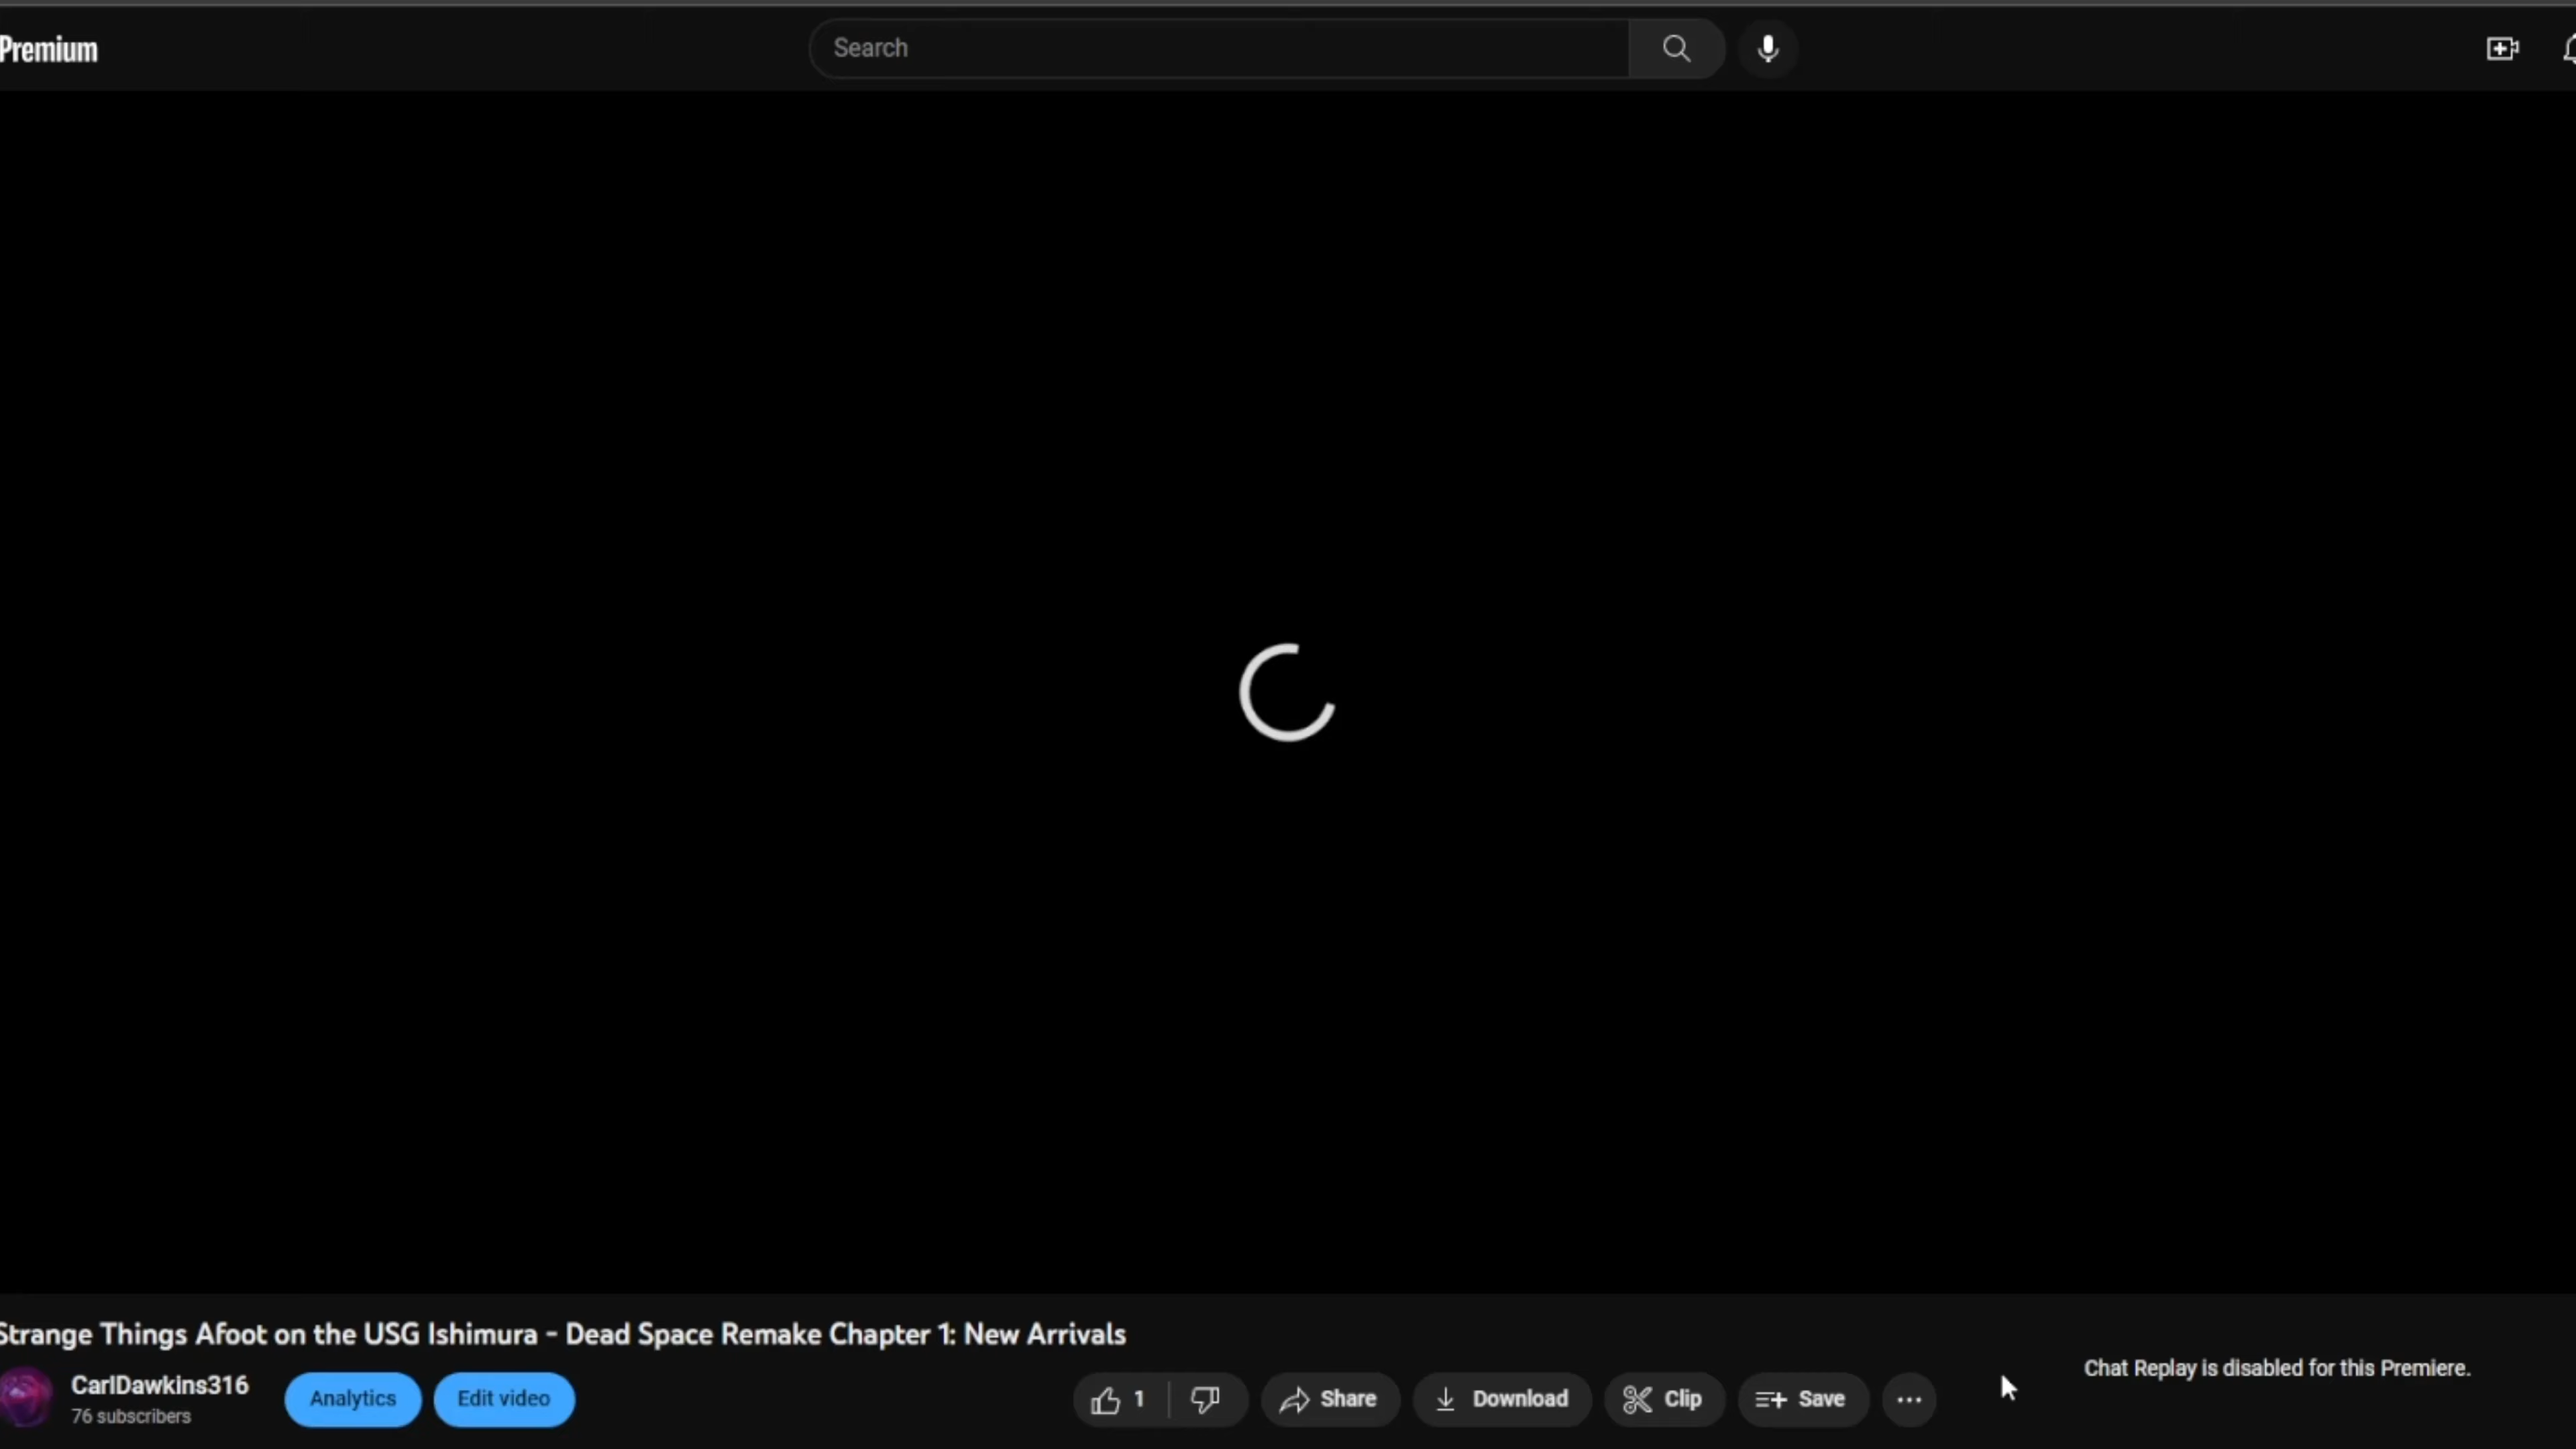 Premium
Search
Strange Things Afoot on the USG Ishimura - Dead Space Remake Chapter 1: New Arrivals
CarlDawkins316
76 subscribers
Analytics
Edit video
1
Share
Download
Clip
Save
Chat Replay is disabled for this Premiere.